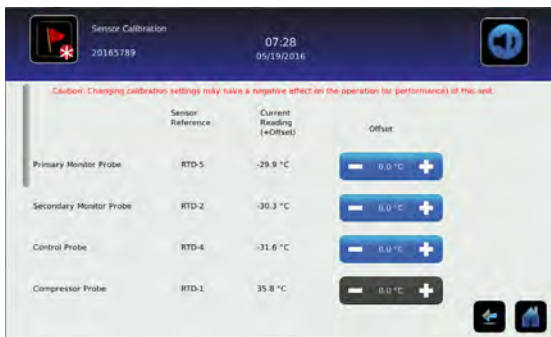 Sensor Calibration
07:28
20165789
05/19/2016
Caution: Changing calibration settings may have a negative effect on the operation (or performance) of this unit.
Sensor Reference
Current Reading (+Offset)
Offset
Primary Monitor Probe RTD-5 -29.9 °C 0.0 °C
Secondary Monitor Probe RTD-2 -30.3 °C 0.0 °C
Control Probe RTD-4 -31.6 °C 0.0 °C
Compressor Probe RTD-1 35.8 °C 0.0 °C